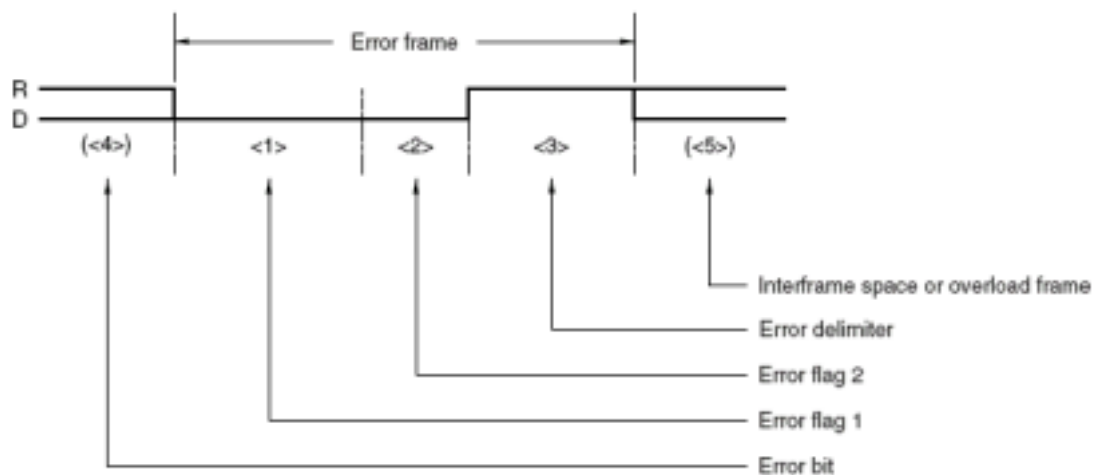 Error frame
R
D
(<4>) <1> <2> <3> (<5>)
Interframe space or overload frame
Error delimiter
Error flag 2
Error flag 1
Error bit